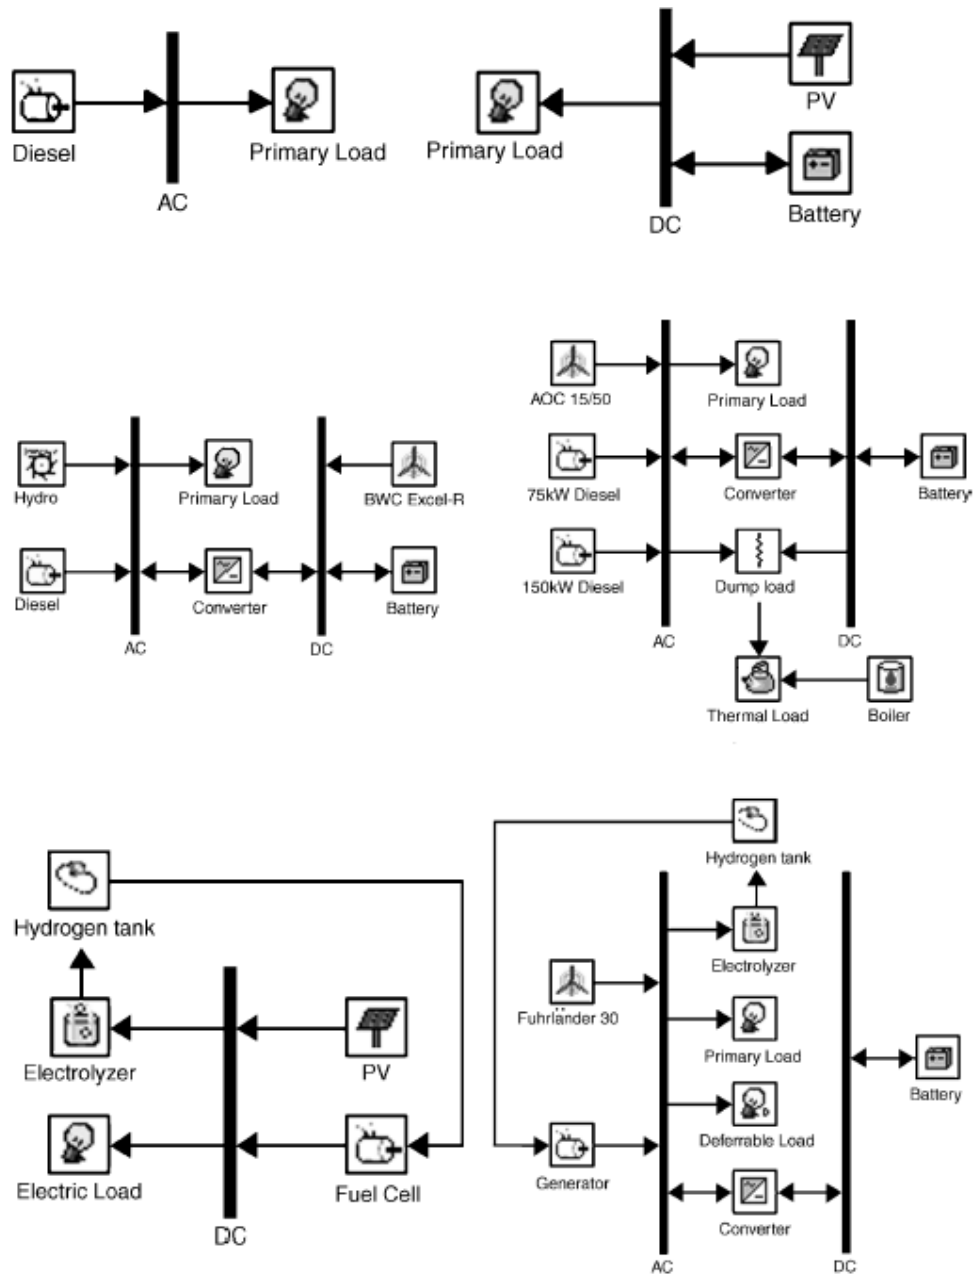 Diesel
AC
Primary Load
Primary Load
DC
PV
Battery
Hydro
Diesel
AC
Primary Load
Converter
DC
BWC Excel-R
Battery
AOC 15/50
75kW Diesel
150kW Diesel
AC
Primary Load
Converter
Dump load
Thermal Load
DC
Battery
Boiler
Hydrogen tank
Electrolyzer
Electric Load
DC
PV
Fuel Cell
Hydrogen tank
Fuhrländer 30
Generator
AC
Electrolyzer
Primary Load
Deferrable Load
Converter
DC
Battery